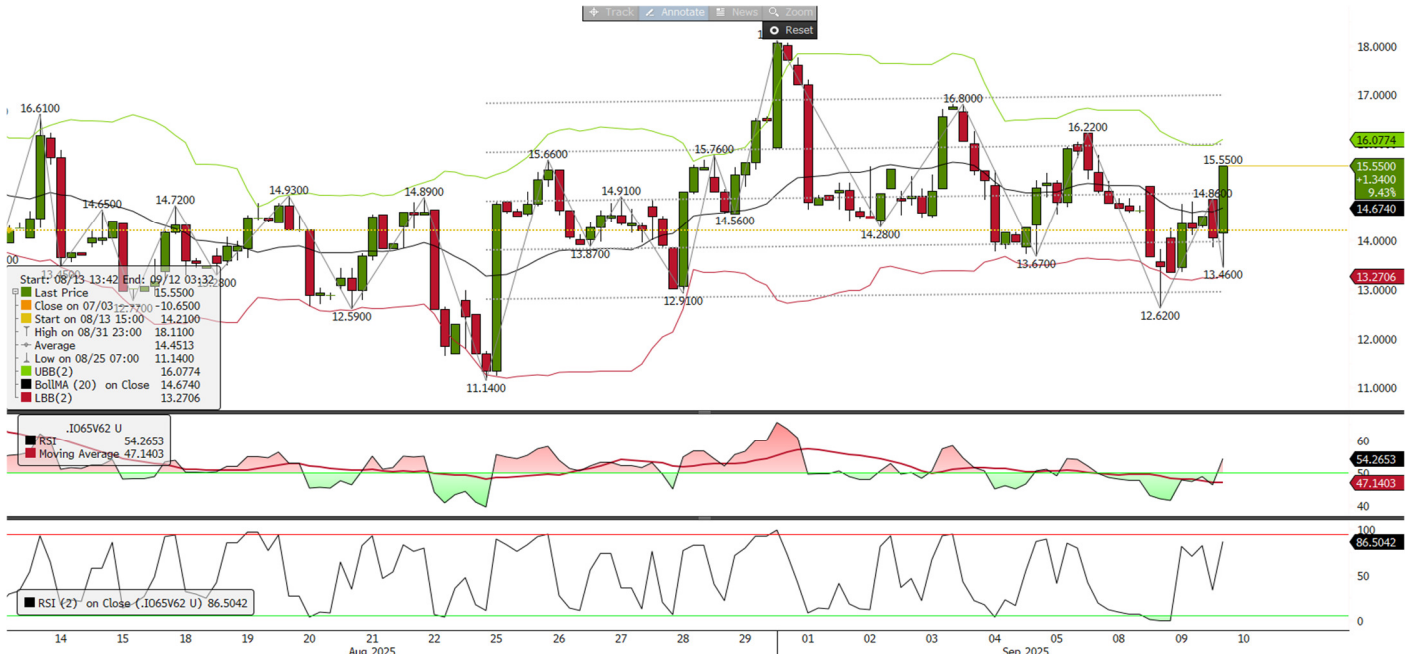 Track Annotate News Zoom
Reset
18.0000
17.0000
16.0774
15.5500
+1.3400
9.43%
14.6740
14.0000
13.2706
13.0000
12.0000
11.0000
16.6100
14.6500
14.7200
14.9300
14.8900
15.6600
14.9100
15.7600
14.5600
16.8000
16.2200
15.5500
14.8600
14.2800
13.8700
13.6700
13.4600
12.9100
12.6200
12.5900
11.1400
13.4500
12.7700
Start: 08/13 13:42 End: 09/12 03:32
Last Price 15.5500
Close on 07/03 -10.6500
Start on 08/13 15:00 14.2100
High on 08/31 23:00 18.1100
Average 14.4513
Low on 08/25 07:00 11.1400
UBB(2) 16.0774
BollMA (20) on Close 14.6740
LBB(2) 13.2706
.IO65V62 U
RSI 54.2653
Moving Average 47.1403
60
54.2653
50
47.1403
40
100
86.5042
50
0
RSI (2) on Close (.IO65V62 U) 86.5042
14 15 18 19 20 21 22 25 26 27 28 29 01 02 03 04 05 08 09 10
Aug 2025 Sep 2025